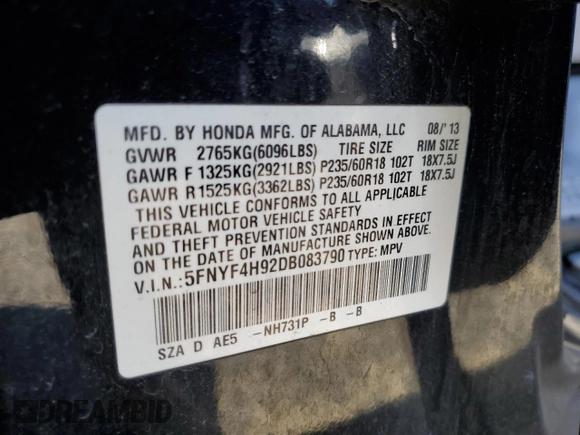 MFD. BY HONDA MFG. OF ALABAMA, LLC 08/'13
GVWR 2765KG(6096LBS) TIRE SIZE RIM SIZE
GAWR F 1325KG(2921LBS) P235/60R18 102T 18X7.5J
GAWR R 1525KG(3362LBS) P235/60R18 102T 18X7.5J
THIS VEHICLE CONFORMS TO ALL APPLICABLE
FEDERAL MOTOR VEHICLE SAFETY
AND THEFT PREVENTION STANDARDS IN EFFECT
ON THE DATE OF MANUFACTURE SHOWN ABOVE.
V.I.N.: 5FNYF4H92DB083790 TYPE: MPV
SZA D AE5 -NH731P -B -B
DREAMBID